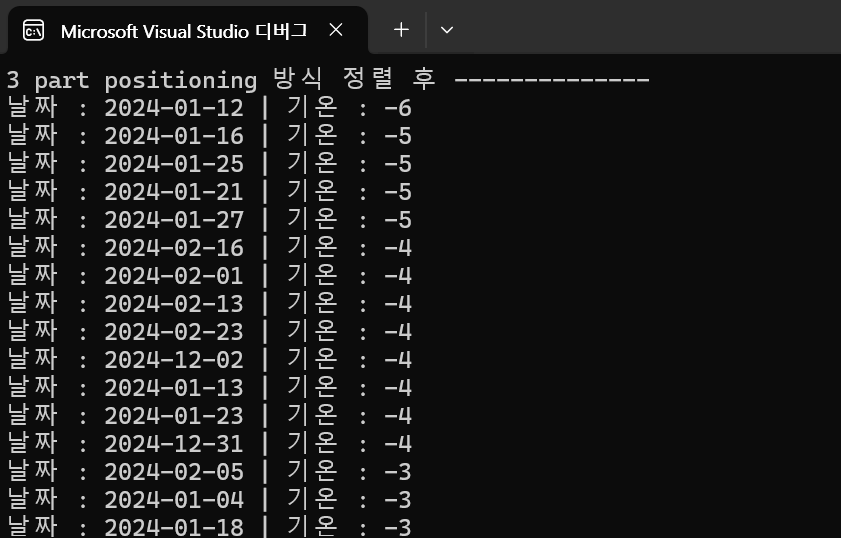 Microsoft Visual Studio 디버그
3 part positioning 방식 정렬 후 --------------
날짜 : 2024-01-12 | 기온 : -6
날짜 : 2024-01-16 | 기온 : -5
날짜 : 2024-01-25 | 기온 : -5
날짜 : 2024-01-21 | 기온 : -5
날짜 : 2024-01-27 | 기온 : -5
날짜 : 2024-02-16 | 기온 : -4
날짜 : 2024-02-01 | 기온 : -4
날짜 : 2024-02-13 | 기온 : -4
날짜 : 2024-02-23 | 기온 : -4
날짜 : 2024-12-02 | 기온 : -4
날짜 : 2024-01-13 | 기온 : -4
날짜 : 2024-01-23 | 기온 : -4
날짜 : 2024-12-31 | 기온 : -4
날짜 : 2024-02-05 | 기온 : -3
날짜 : 2024-01-04 | 기온 : -3
날짜 : 2024-01-18 | 기온 : -3